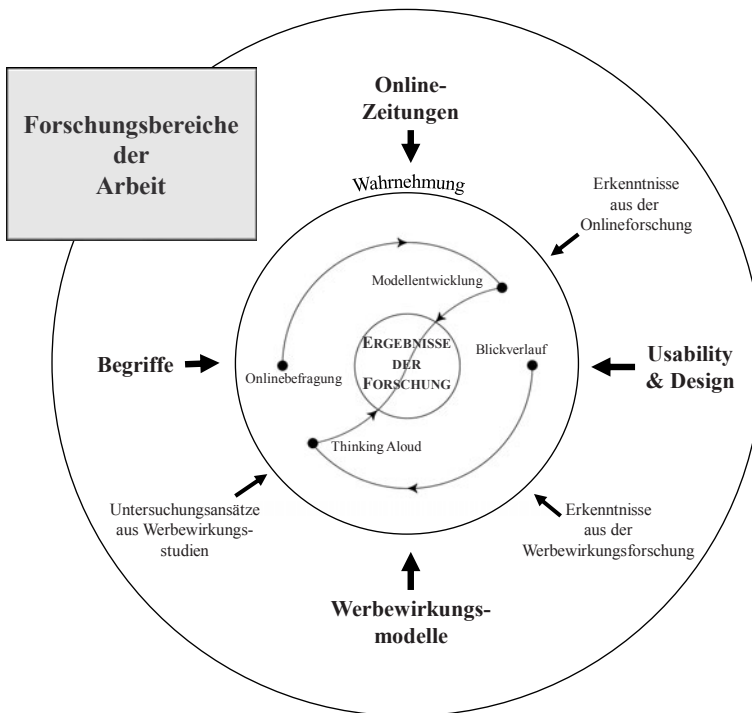 Forschungsbereiche
der
Arbeit
Online-
Zeitungen
Wahrnehmung
Erkenntnisse
aus der
Onlineforschung
Modellentwicklung
Begriffe
Onlinebefragung
ERGEBNISSE
DER
FORSCHUNG
Blickverlauf
Usability
& Design
Thinking Aloud
Untersuchungsansätze
aus Werbewirkungs-
studien
Erkenntnisse
aus der
Werbewirkungsforschung
Werbewirkungs-
modelle